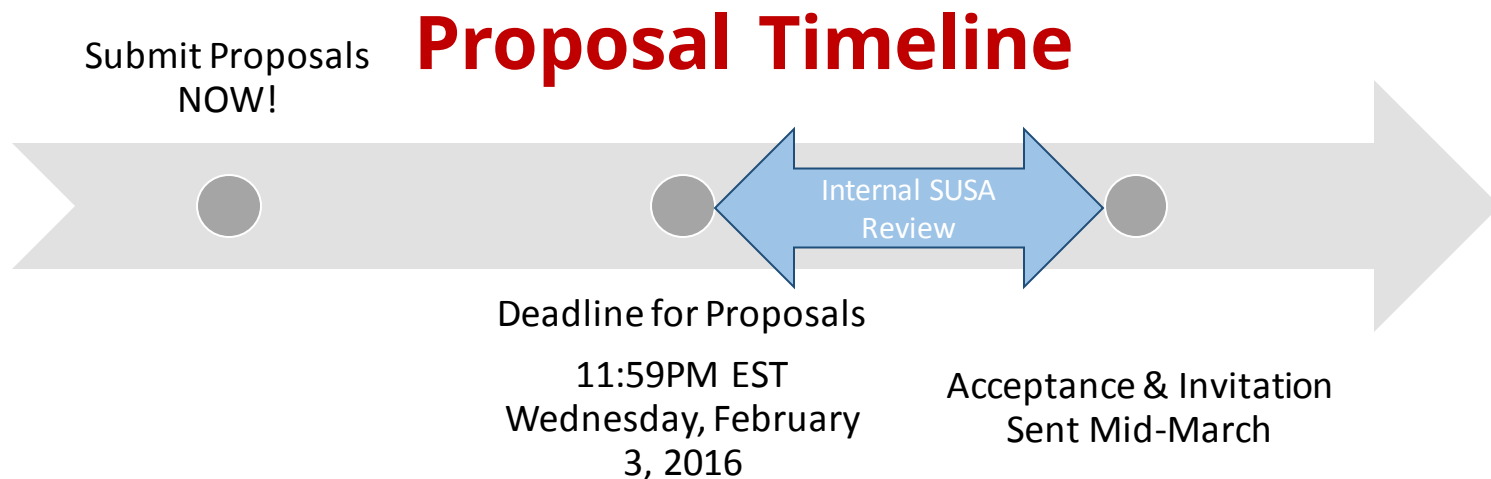 Proposal Timeline
Submit Proposals
NOW!
Internal SUSA
Review
Deadline for Proposals
11:59PM EST
Wednesday, February
3, 2016
Acceptance & Invitation
Sent Mid-March